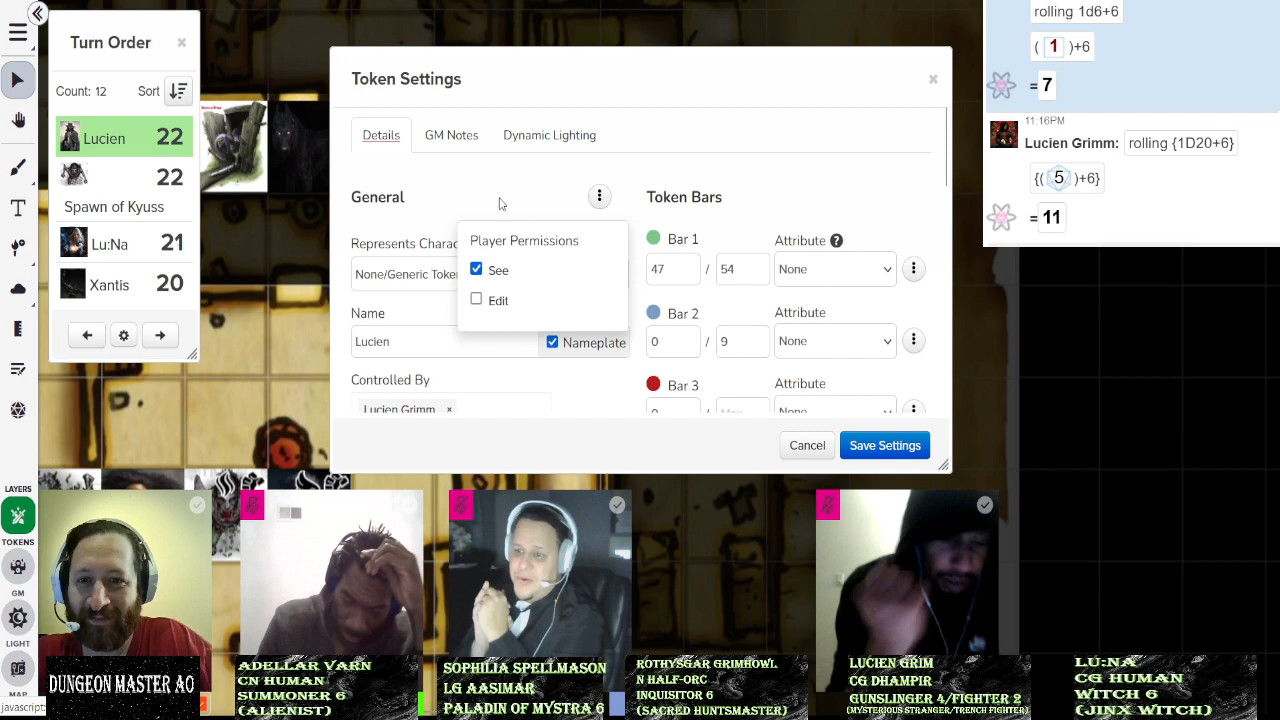 Turn Order
×
Count: 12
Sort
Lucien
22
22
Spawn of Kyuss
Lu:Na
21
Xantis
20
LAYERS
TOKENS
GM
LIGHT
MAP
javascript:
Token Settings
×
Details
GM Notes
Dynamic Lighting
General
Represents Charac
None/Generic Token
Player Permissions
See
Edit
Name
Lucien
Nameplate
Controlled By
Lucien Grimm ×
Token Bars
Bar 1
Attribute ?
47 / 54
None
Bar 2
Attribute
0 / 9
None
Bar 3
Attribute
Cancel
Save Settings
rolling 1d6+6
( 1 )+6
= 7
11:16PM
Lucien Grimm: rolling {1D20+6}
{( 5 )+6}
= 11
DUNGEON MASTER AO
ADELLAR VARN
CN HUMAN
SUMMONER 6
(ALIENIST)
SOPHILIA SPELLMASON
LG AASIMAR
PALADIN OF MYSTRA 6
ROTHYSGAR GRIMHOWL
N HALF-ORC
INQUISITOR 6
(SACRED HUNTSMASTER)
LUCIEN GRIM
CG DHAMPIR
GUNSLINGER 4/FIGHTER 2
(MYSTERIOUS STRANGER/TRENCH FIGHTER)
LU:NA
CG HUMAN
WITCH 6
(JINX WITCH)